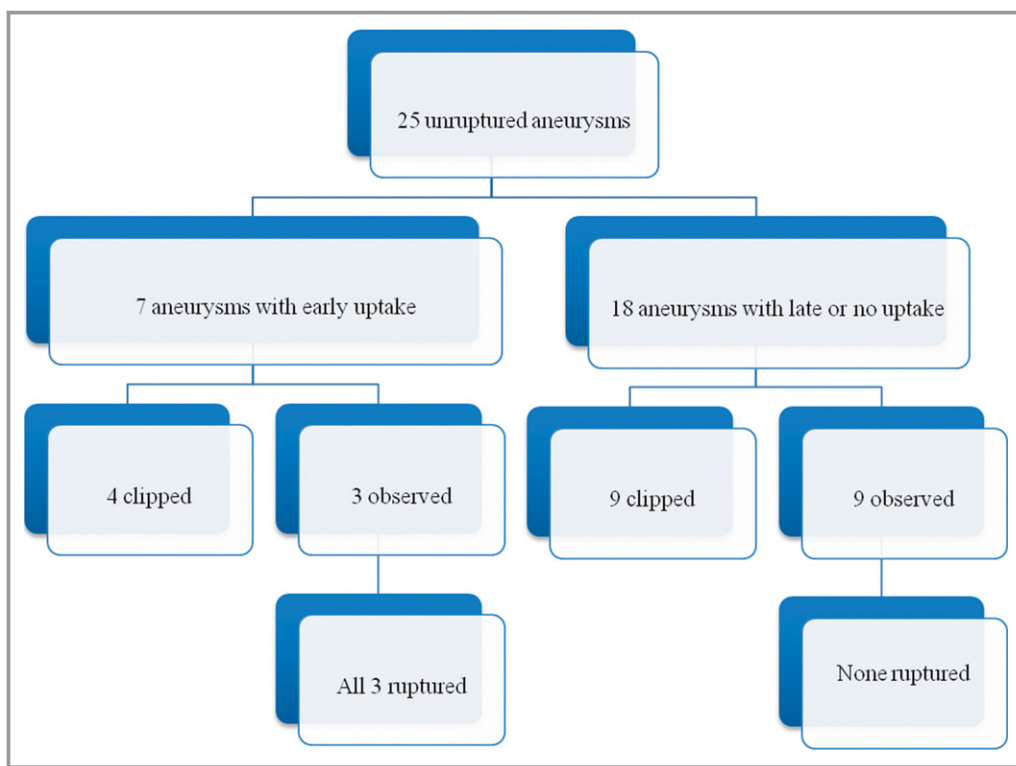 25 unruptured aneurysms
7 aneurysms with early uptake
18 aneurysms with late or no uptake
4 clipped
3 observed
9 clipped
9 observed
All 3 ruptured
None ruptured